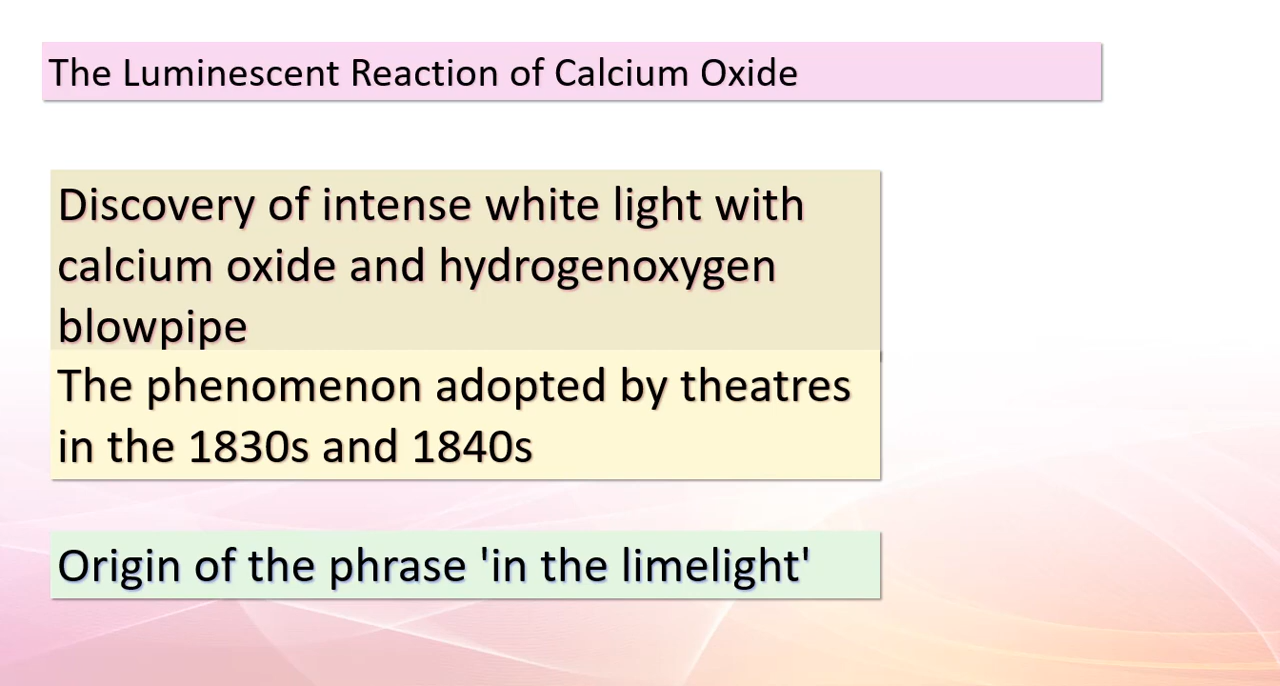 The Luminescent Reaction of Calcium Oxide
Discovery of intense white light with
calcium oxide and hydrogenoxygen
blowpipe
The phenomenon adopted by theatres
in the 1830s and 1840s
Origin of the phrase 'in the limelight'